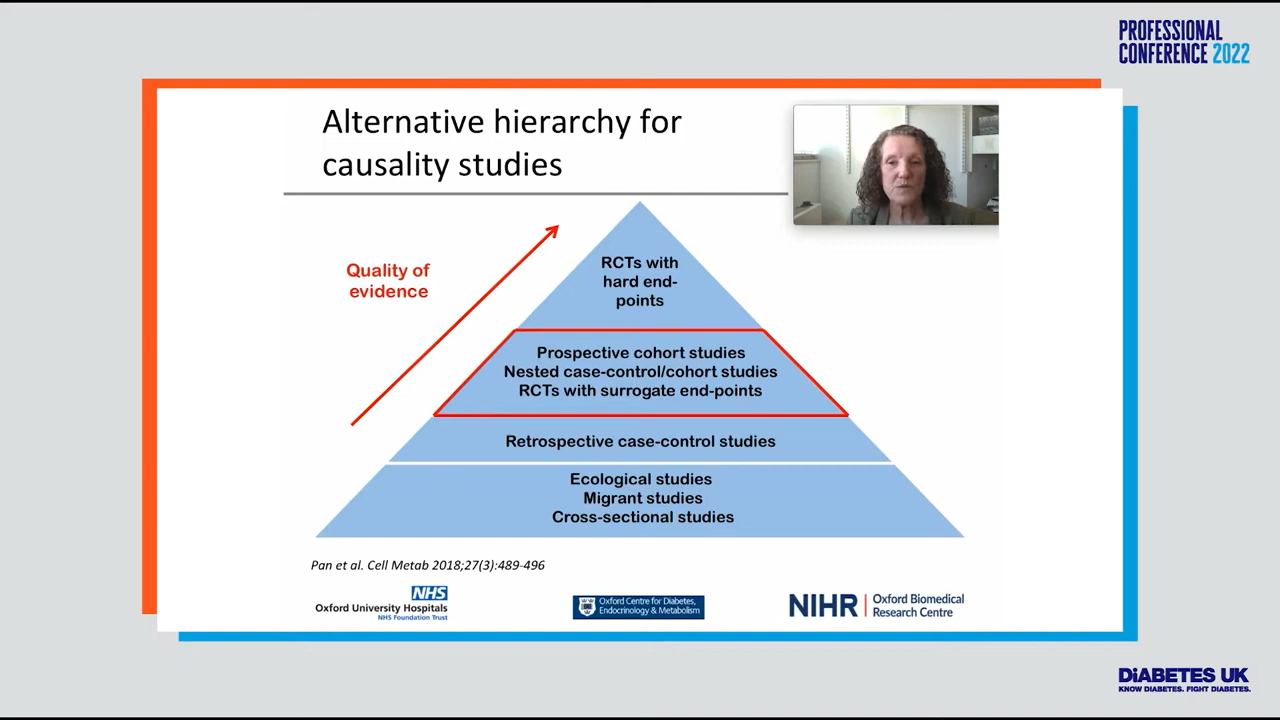 PROFESSIONAL
CONFERENCE 2022
Alternative hierarchy for
causality studies
Quality of
evidence
RCTs with
hard end-
points
Prospective cohort studies
Nested case-control/cohort studies
RCTs with surrogate end-points
Retrospective case-control studies
Ecological studies
Migrant studies
Cross-sectional studies
Pan et al. Cell Metab 2018;27(3):489-496
NHS
Oxford University Hospitals
NHS Foundation Trust
Oxford Centre for Diabetes,
Endocrinology & Metabolism
NIHR | Oxford Biomedical
Research Centre
DiABETES UK
KNOW DIABETES. FIGHT DIABETES.